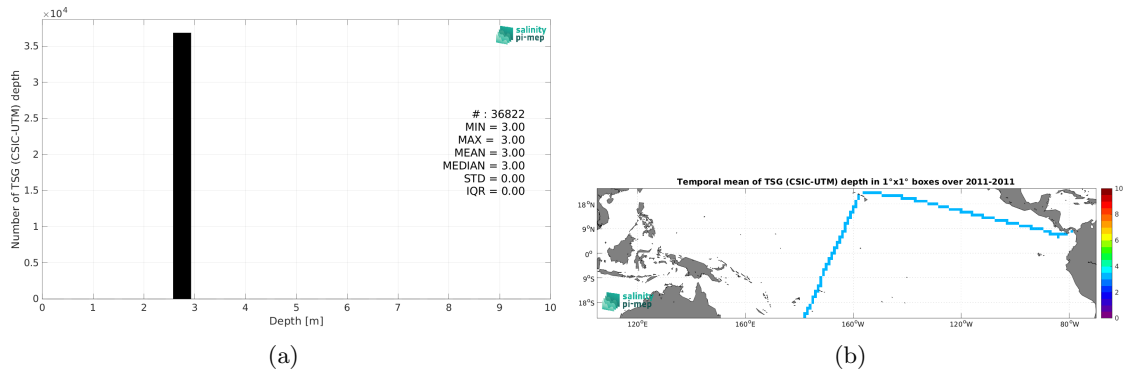 ×10⁴
salinity
pi-mep
3.5
3
2.5
2
1.5
1
0.5
0
Number of TSG (CSIC-UTM) depth
# : 36822
MIN = 3.00
MAX = 3.00
MEAN = 3.00
MEDIAN = 3.00
STD = 0.00
IQR = 0.00
0 1 2 3 4 5 6 7 8 9 10
Depth [m]
(a)
Temporal mean of TSG (CSIC-UTM) depth in 1°x1° boxes over 2011-2011
18°N
9°N
0°
9°S
18°S
salinity
pi-mep
120°E 160°E 160°W 120°W 80°W
10
8
6
4
2
0
(b)